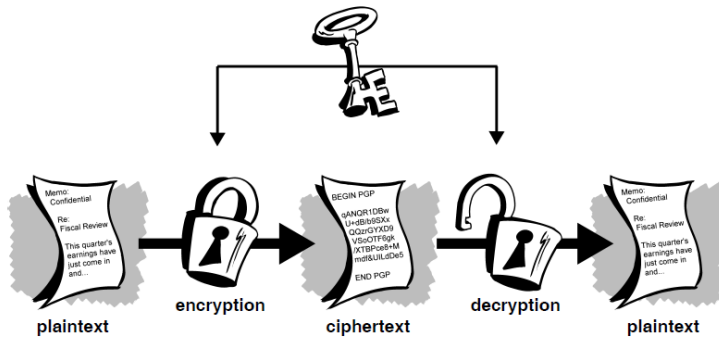 Memo:
Confidential
Re:
Fiscal Review
This quarter's
earnings have
just come in
and...
plaintext
encryption
BEGIN PGP
qANQR1DBw
U+dB/b9SXx
QQzrGYXD9
VSoOTF6gk
/XTBPce8+M
mdf&UILdDe5
END PGP
ciphertext
decryption
Memo:
Confidential
Re:
Fiscal Review
This quarter's
earnings have
just come in
and...
plaintext